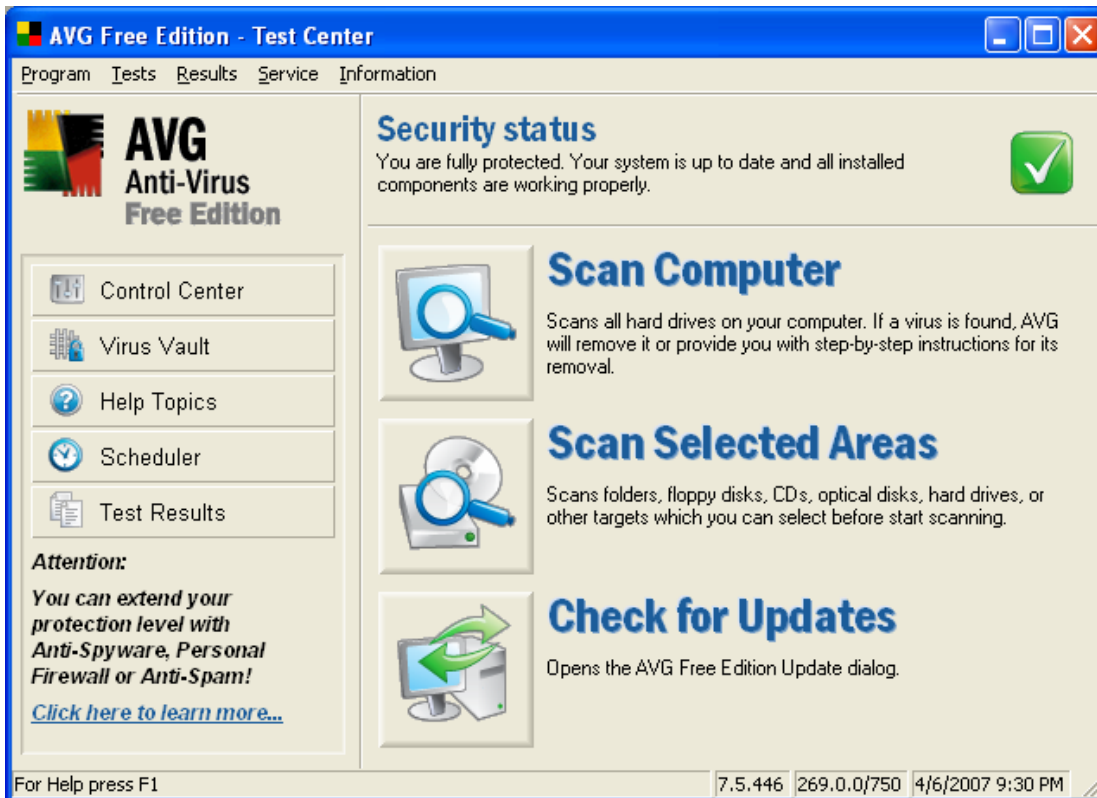 AVG Free Edition - Test Center
Program Tests Results Service Information
AVG
Anti-Virus
Free Edition
Control Center
Virus Vault
Help Topics
Scheduler
Test Results
Attention:
You can extend your
protection level with
Anti-Spyware, Personal
Firewall or Anti-Spam!
Click here to learn more...
Security status
You are fully protected. Your system is up to date and all installed
components are working properly.
Scan Computer
Scans all hard drives on your computer. If a virus is found, AVG
will remove it or provide you with step-by-step instructions for its
removal.
Scan Selected Areas
Scans folders, floppy disks, CDs, optical disks, hard drives, or
other targets which you can select before start scanning.
Check for Updates
Opens the AVG Free Edition Update dialog.
For Help press F1 7.5.446 269.0.0/750 4/6/2007 9:30 PM